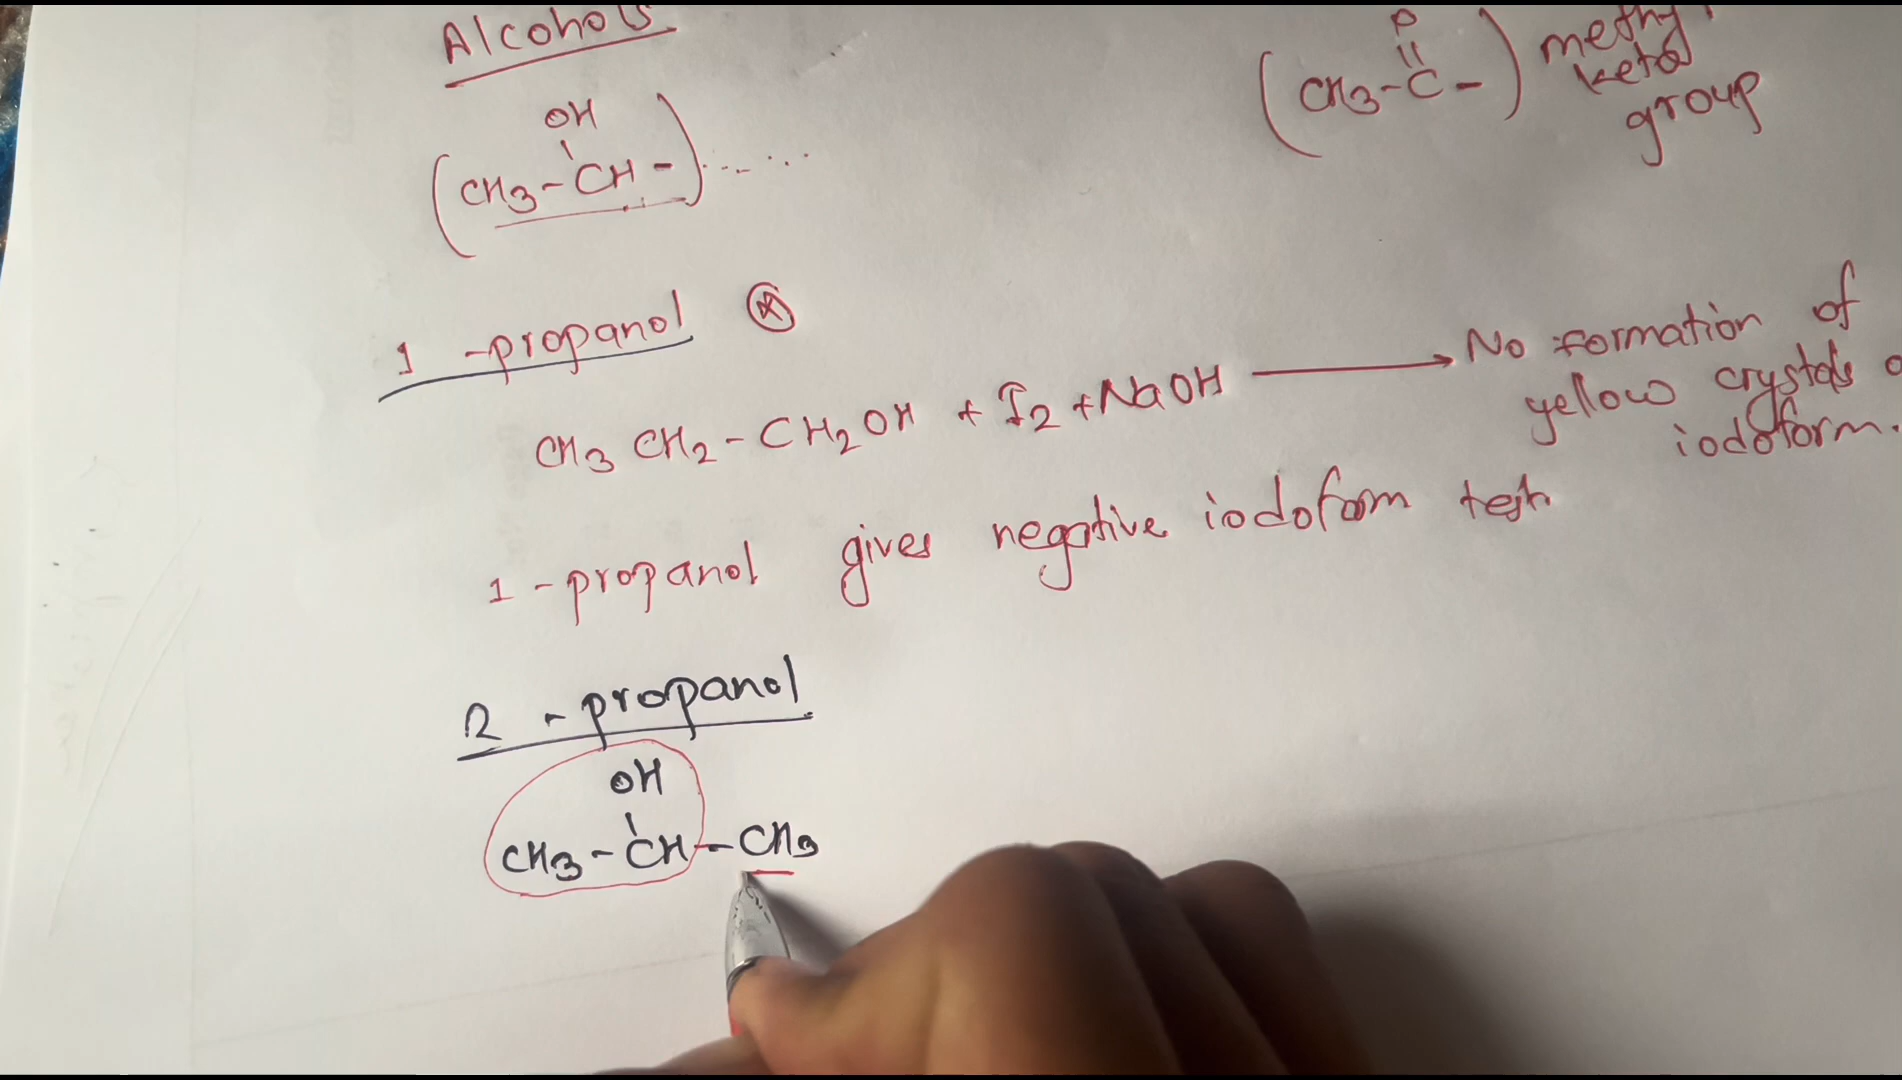 Alcohols
OH
(CH3-CH-)......
O
||
(CH3-C-) methyl
keto
group
1 -propanol ⊗
CH3 CH2-CH2OH + I2 +NaOH ⟶ No formation of
yellow crystals o
iodoform.
1 -propanol gives negative iodoform test.
2 -propanol
OH
CH3-CH-CH3